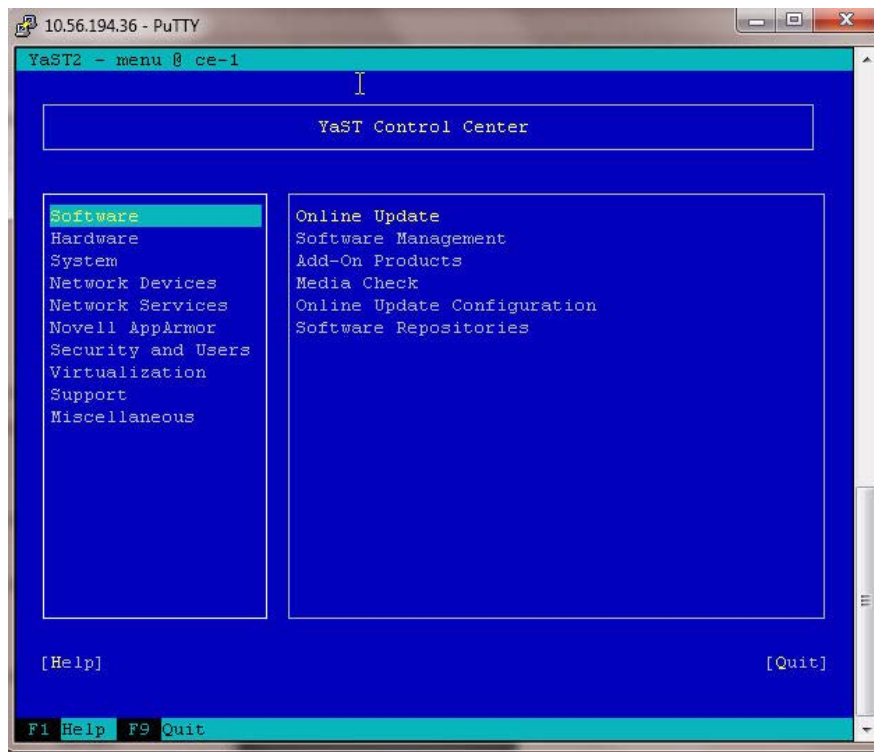 10.56.194.36 - PuTTY
YaST2 - menu @ ce-1
YaST Control Center
Software
Hardware
System
Network Devices
Network Services
Novell AppArmor
Security and Users
Virtualization
Support
Miscellaneous
Online Update
Software Management
Add-On Products
Media Check
Online Update Configuration
Software Repositories
[Help] [Quit]
F1 Help F9 Quit